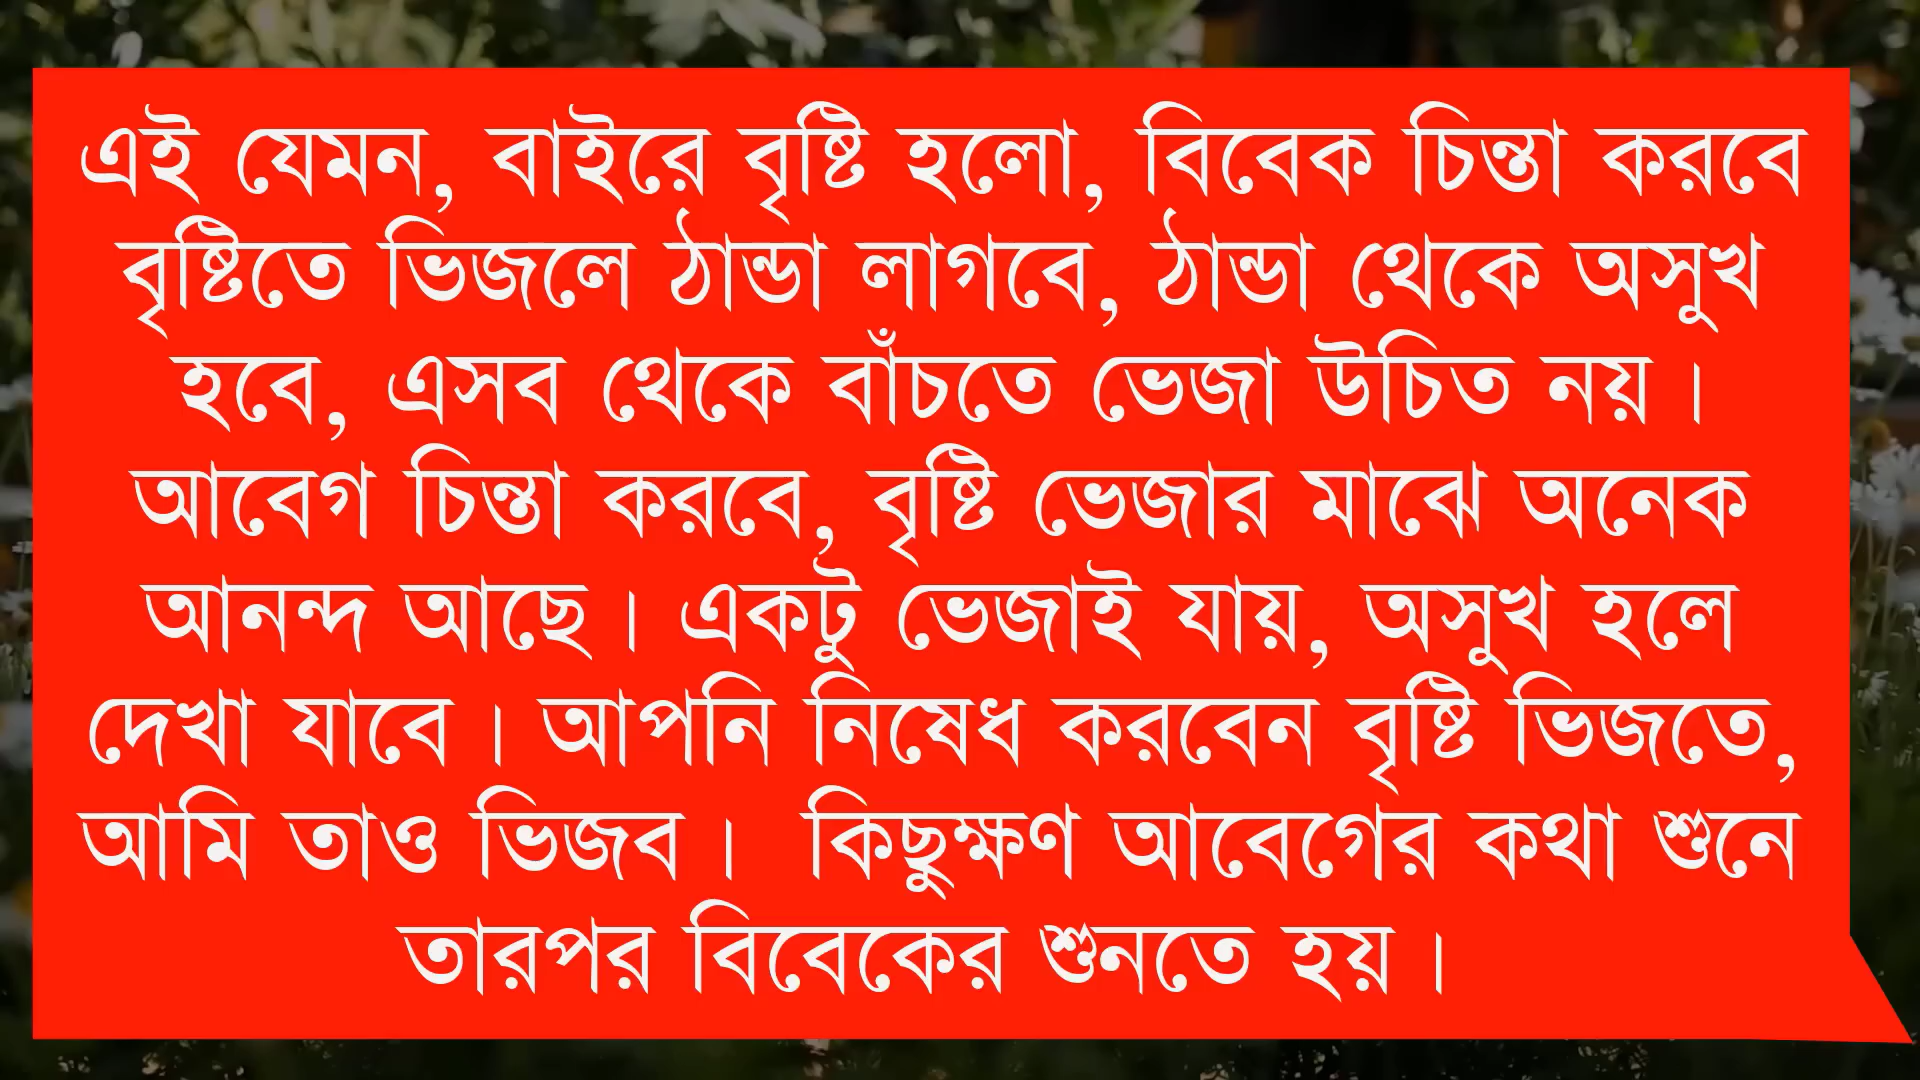 এই যেমন, বাইরে বৃষ্টি হলো, বিবেক চিন্তা করবে
বৃষ্টিতে ভিজলে ঠান্ডা লাগবে, ঠান্ডা থেকে অসুখ
হবে, এসব থেকে বাঁচতে ভেজা উচিত নয়।
আবেগ চিন্তা করবে, বৃষ্টি ভেজার মাঝে অনেক
আনন্দ আছে। একটু ভেজাই যায়, অসুখ হলে
দেখা যাবে। আপনি নিষেধ করবেন বৃষ্টি ভিজতে,
আমি তাও ভিজব। কিছুক্ষণ আবেগের কথা শুনে
তারপর বিবেকের শুনতে হয়।